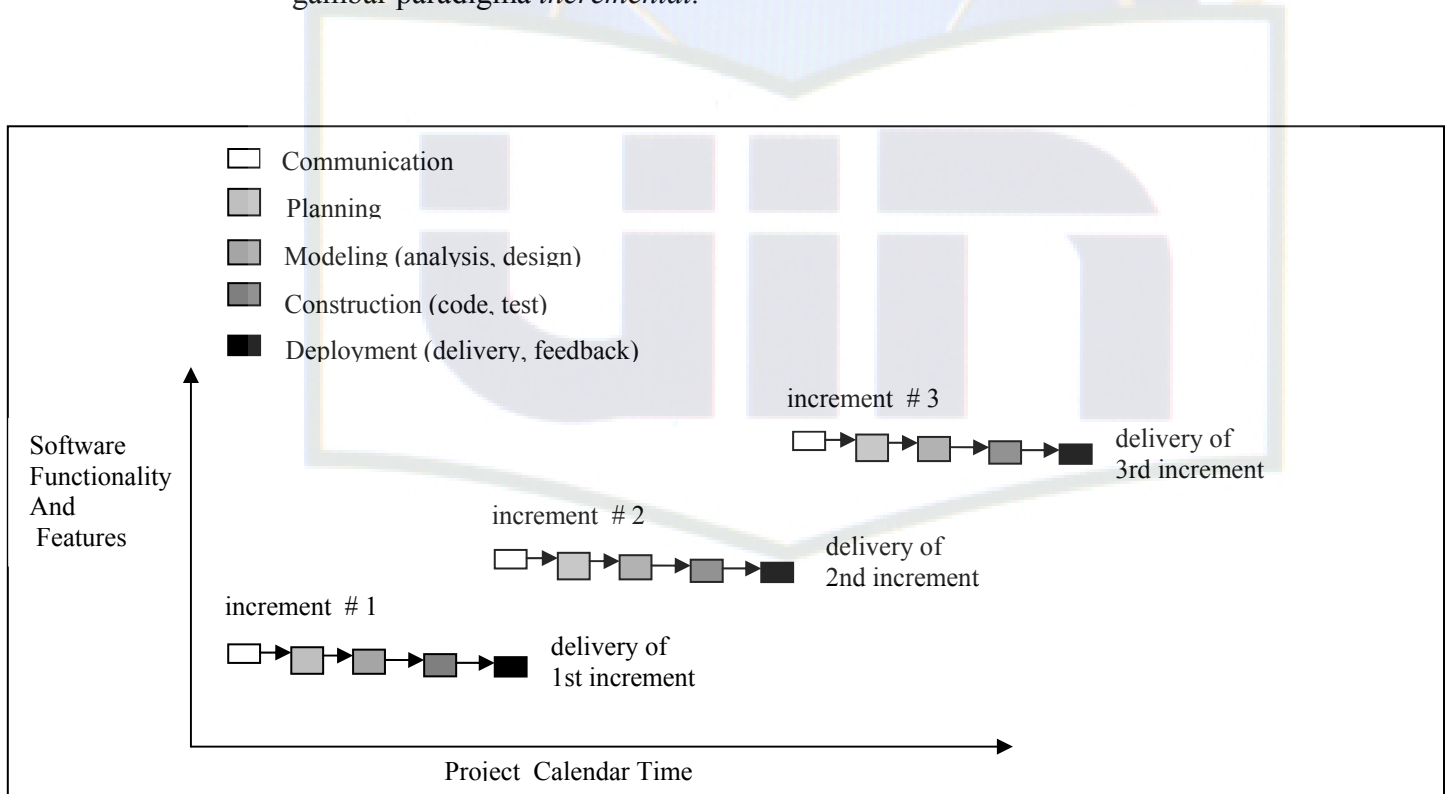 gambar paradigma incremental.
Communication
Planning
Modeling (analysis, design)
Construction (code, test)
Deployment (delivery, feedback)
increment # 3
delivery of
3rd increment
Software
Functionality
And
Features
increment # 2
delivery of
2nd increment
increment # 1
delivery of
1st increment
Project Calendar Time
uin